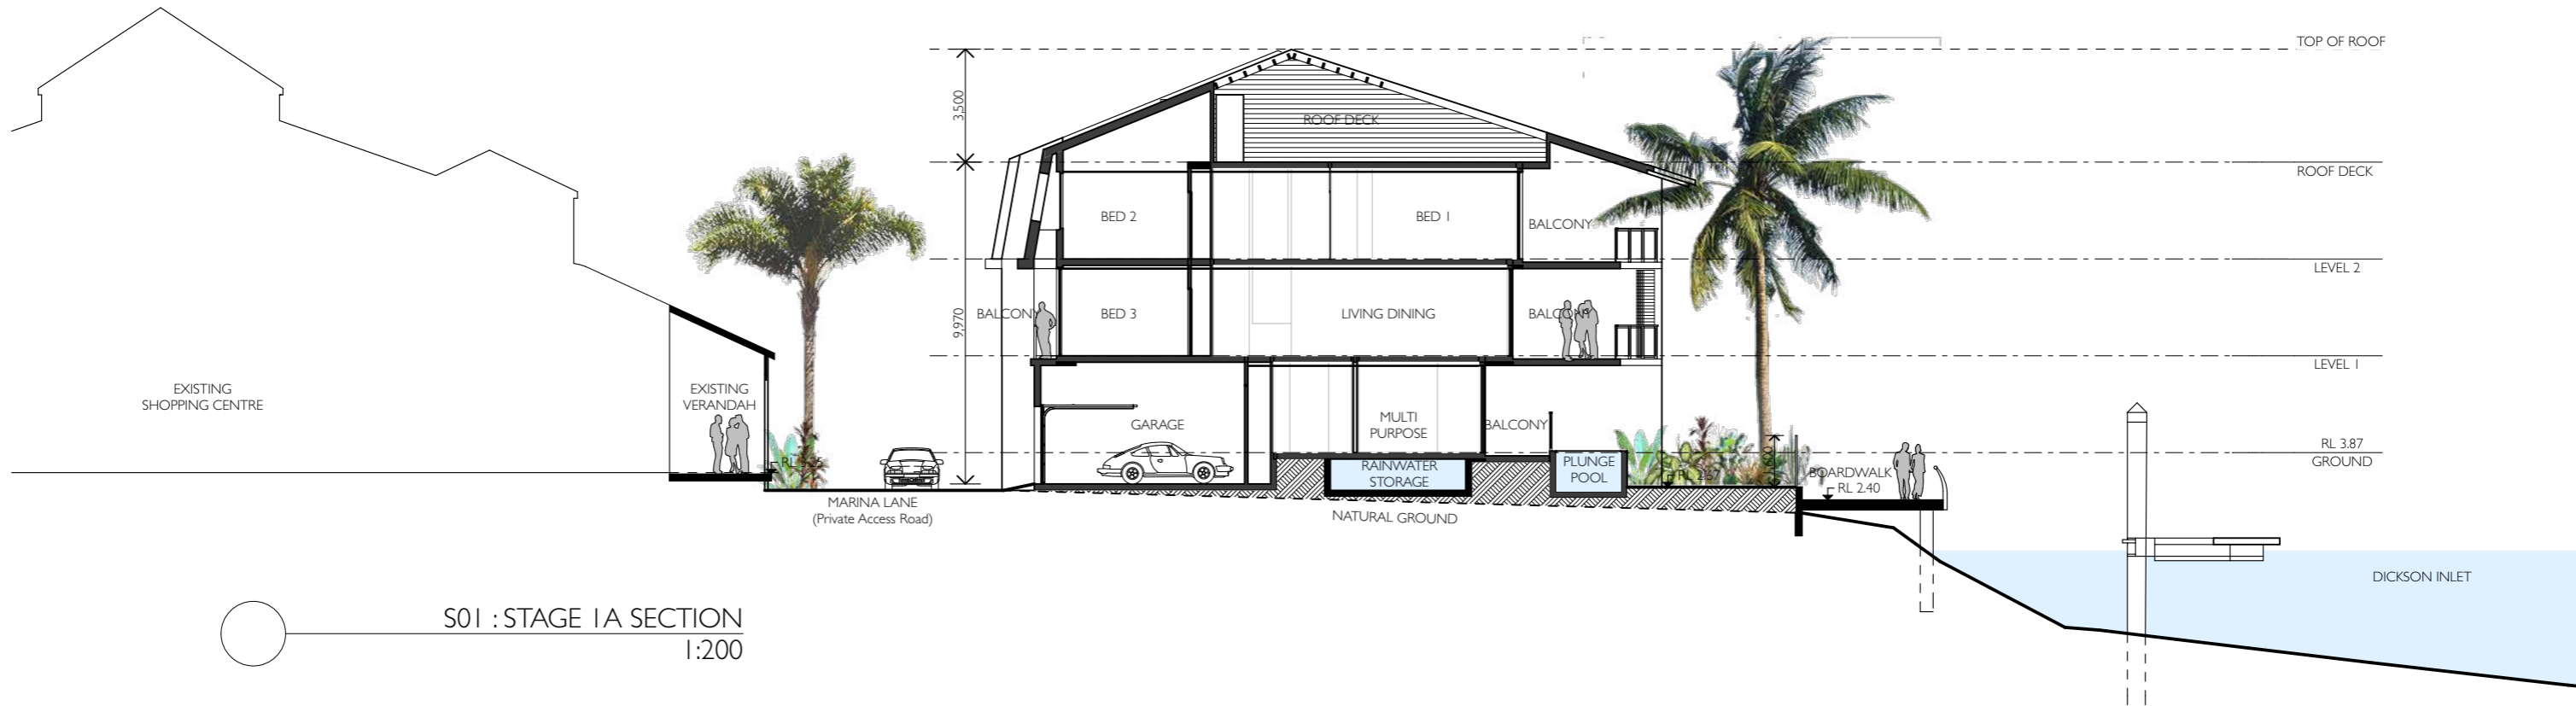 TOP OF ROOF
3,500
ROOF DECK
ROOF DECK
BED 2
BED 1
BALCONY
LEVEL 2
9,970
BALCONY
BED 3
LIVING DINING
BALCONY
LEVEL 1
EXISTING
SHOPPING CENTRE
EXISTING
VERANDAH
GARAGE
MULTI
PURPOSE
BALCONY
RL 3.87
GROUND
RAINWATER
STORAGE
PLUNGE
POOL
BOARDWALK
RL 2.40
MARINA LANE
(Private Access Road)
NATURAL GROUND
DICKSON INLET
S01 : STAGE 1A SECTION
1:200